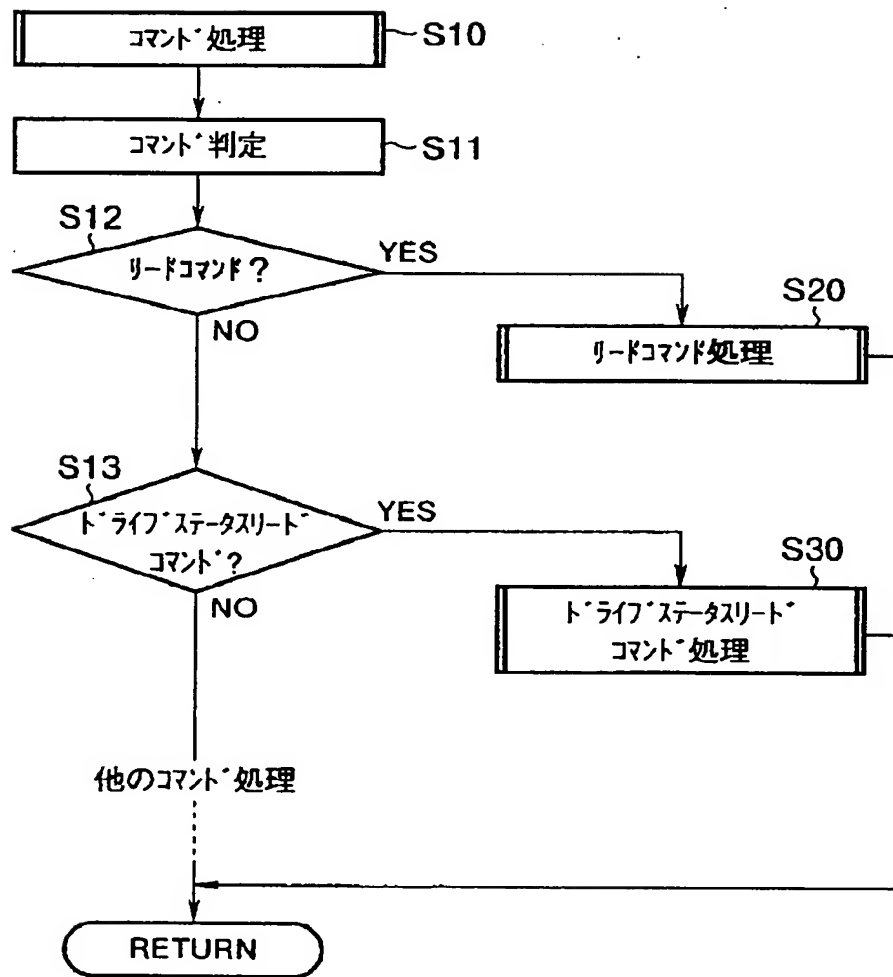 コマンド処理
S10
コマンド判定
S11
S12
リードコマンド?
YES
NO
S20
リードコマンド処理
S13
ドライブステータスリード
コマンド?
YES
NO
S30
ドライブステータスリード
コマンド処理
他のコマンド処理
RETURN